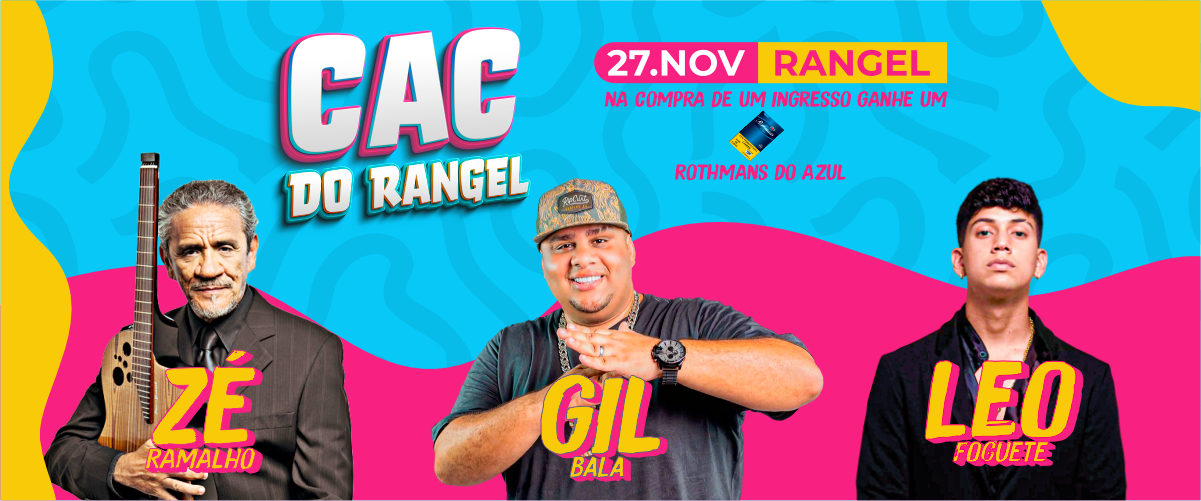 CAC
DO RANGEL
27.NOV RANGEL
NA COMPRA DE UM INGRESSO GANHE UM
Rothmans
ROTHMANS DO AZUL
ZÉ
RAMALHO
GIL
BALA
LEO
FOGUETE